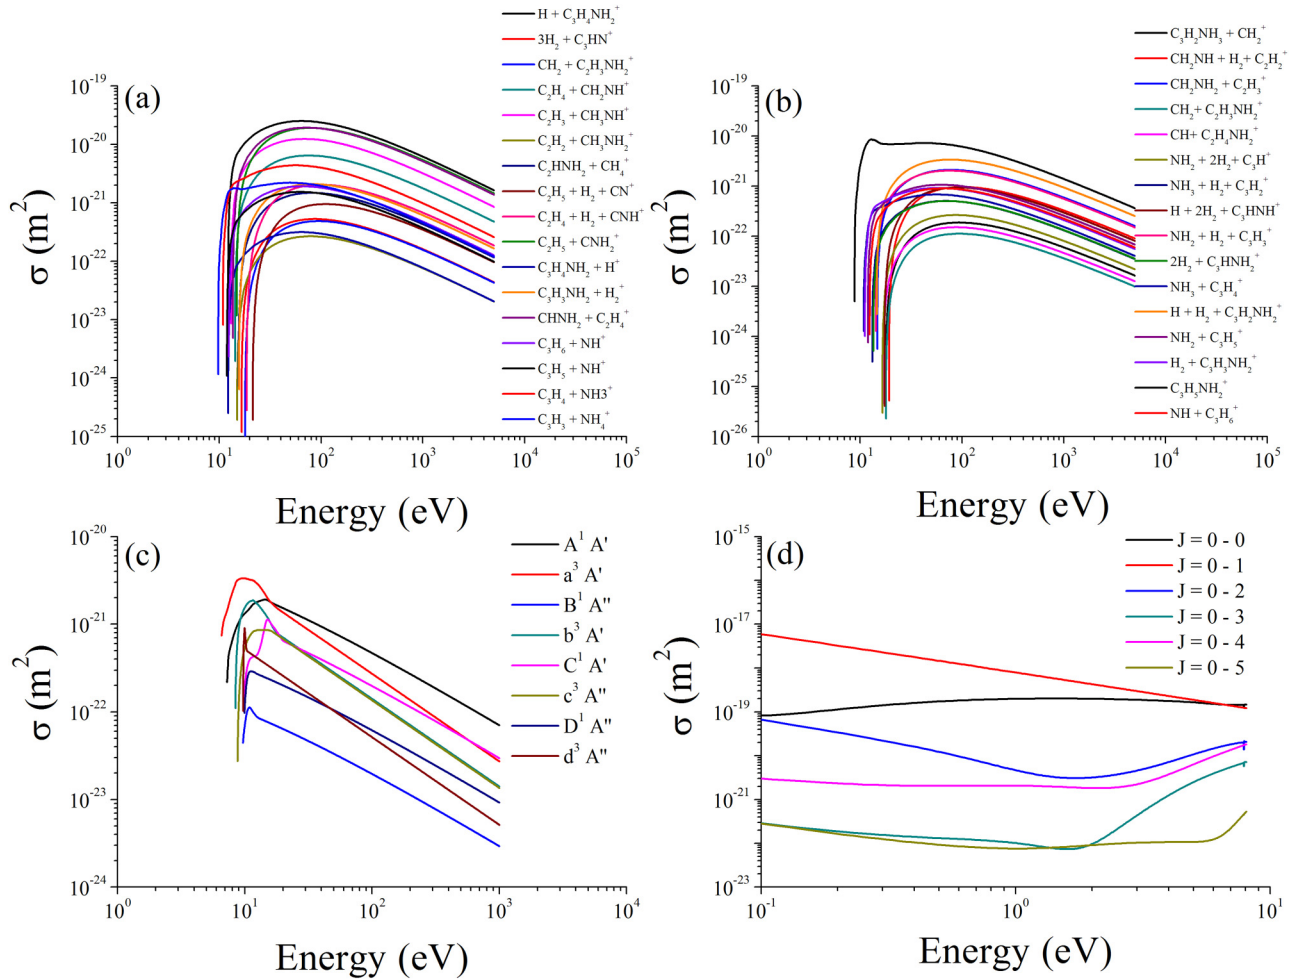 (a)
H + C₃H₄NH₂⁺
3H₂ + C₃HN⁺
CH₂ + C₂H₃NH₂⁺
C₂H₄ + CH₂NH⁺
C₂H₃ + CH₃NH⁺
C₂H₂ + CH₃NH₂⁺
C₂HNH₂ + CH₄⁺
C₂H₅ + H₂ + CN⁺
C₂H₄ + H₂ + CNH⁺
C₂H₅ + CNH₂⁺
C₃H₄NH₂ + H⁺
C₃H₃NH₂ + H₂⁺
CHNH₂ + C₂H₄⁺
C₃H₆ + NH⁺
C₃H₅ + NH⁺
C₃H₄ + NH3⁺
C₃H₃ + NH₄⁺
σ (m²)
10⁻¹⁹
10⁻²⁰
10⁻²¹
10⁻²²
10⁻²³
10⁻²⁴
10⁻²⁵
10⁰ 10¹ 10² 10³ 10⁴ 10⁵
Energy (eV)
(b)
C₃H₂NH₃ + CH₂⁺
CH₂NH + H₂ + C₂H₂⁺
CH₂NH₂ + C₂H₃⁺
CH₂ + C₂H₃NH₂⁺
CH+ C₂H₄NH₂⁺
NH₂ + 2H₂ + C₃H⁺
NH₃ + H₂ + C₃H₂⁺
H + 2H₂ + C₃HNH⁺
NH₂ + H₂ + C₃H₃⁺
2H₂ + C₃HNH₂⁺
NH₃ + C₃H₄⁺
H + H₂ + C₃H₂NH₂⁺
NH₂ + C₃H₅⁺
H₂ + C₃H₃NH₂⁺
C₃H₅NH₂⁺
NH + C₃H₆⁺
σ (m²)
10⁻¹⁹
10⁻²⁰
10⁻²¹
10⁻²²
10⁻²³
10⁻²⁴
10⁻²⁵
10⁻²⁶
10⁰ 10¹ 10² 10³ 10⁴ 10⁵
Energy (eV)
(c)
A¹ A'
a³ A'
B¹ A''
b³ A'
C¹ A'
c³ A''
D¹ A''
d³ A''
σ (m²)
10⁻²⁰
10⁻²¹
10⁻²²
10⁻²³
10⁻²⁴
10⁰ 10¹ 10² 10³ 10⁴
Energy (eV)
(d)
J = 0 - 0
J = 0 - 1
J = 0 - 2
J = 0 - 3
J = 0 - 4
J = 0 - 5
σ (m²)
10⁻¹⁵
10⁻¹⁷
10⁻¹⁹
10⁻²¹
10⁻²³
10⁻¹ 10⁰ 10¹
Energy (eV)